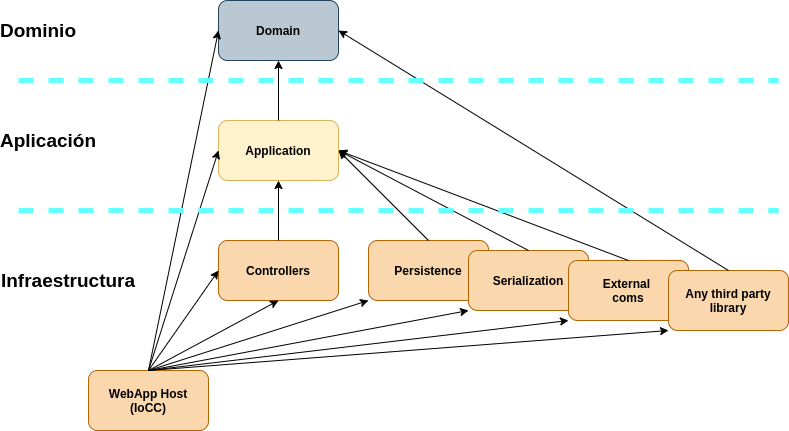 Dominio
Domain
Aplicación
Application
Infraestructura
Controllers
Persistence
Serialization
External
coms
Any third party
library
WebApp Host
(IoCC)